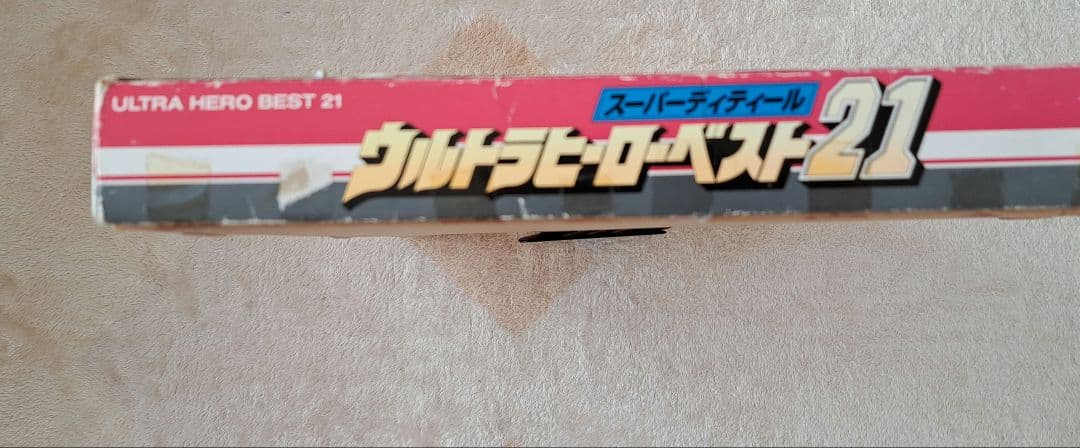 ULTRA HERO BEST 21
スーパーディティール
ウルトラヒーローベスト21